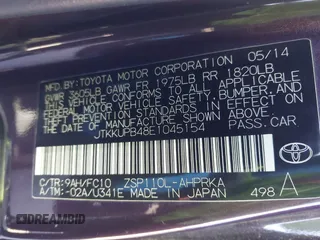 MFD BY: TOYOTA MOTOR CORPORATION 05/14
GVWR 3605LB, GAWR FR 1975LB RR 1820LB
THIS VEHICLE CONFORMS TO ALL APPLICABLE
FEDERAL MOTOR VEHICLE SAFETY, BUMPER, AND
THEFT PREVENTION STANDARDS IN EFFECT ON THE
DATE OF MANUFACTURE SHOWN ABOVE.
JTKKUPB48E1045154 PASS.CAR
C/TR:9AH/FC10 ZSP110L-AHPRKA
A/TM:-02A/U341E MADE IN JAPAN
498 A
TOYOTA
DREAMBID